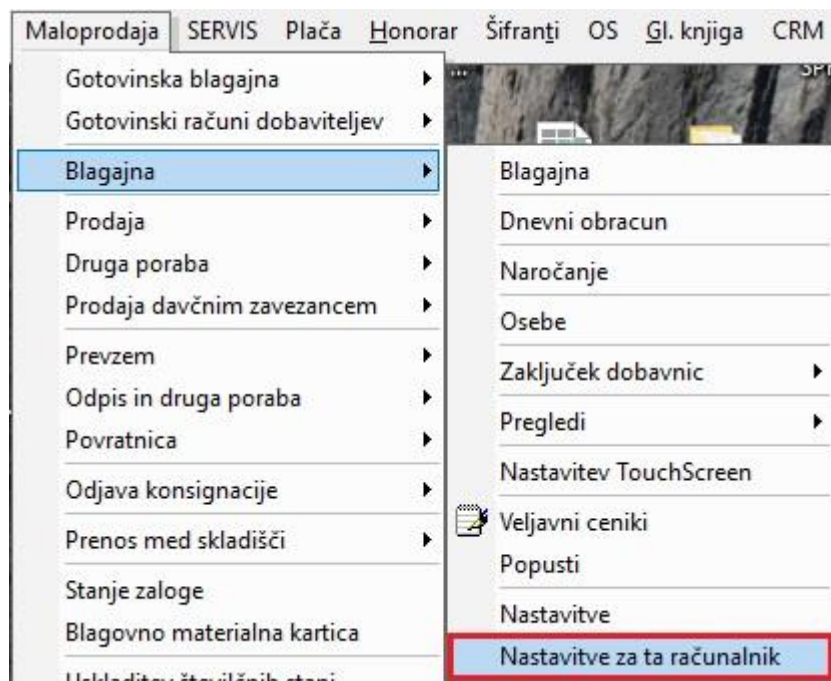 Maloprodaja SERVIS Plača Honorar Šifranti OS Gl. knjiga CRM
Gotovinska blagajna
Gotovinski računi dobaviteljev
Blagajna
Prodaja
Druga poraba
Prodaja davčnim zavezancem
Prevzem
Odpis in druga poraba
Povratnica
Odjava konsignacije
Prenos med skladišči
Stanje zaloge
Blagovno materialna kartica
Blagajna
Dnevni obracun
Naročanje
Osebe
Zaključek dobavnic
Pregledi
Nastavitev TouchScreen
Veljavni ceniki
Popusti
Nastavitve
Nastavitve za ta računalnik